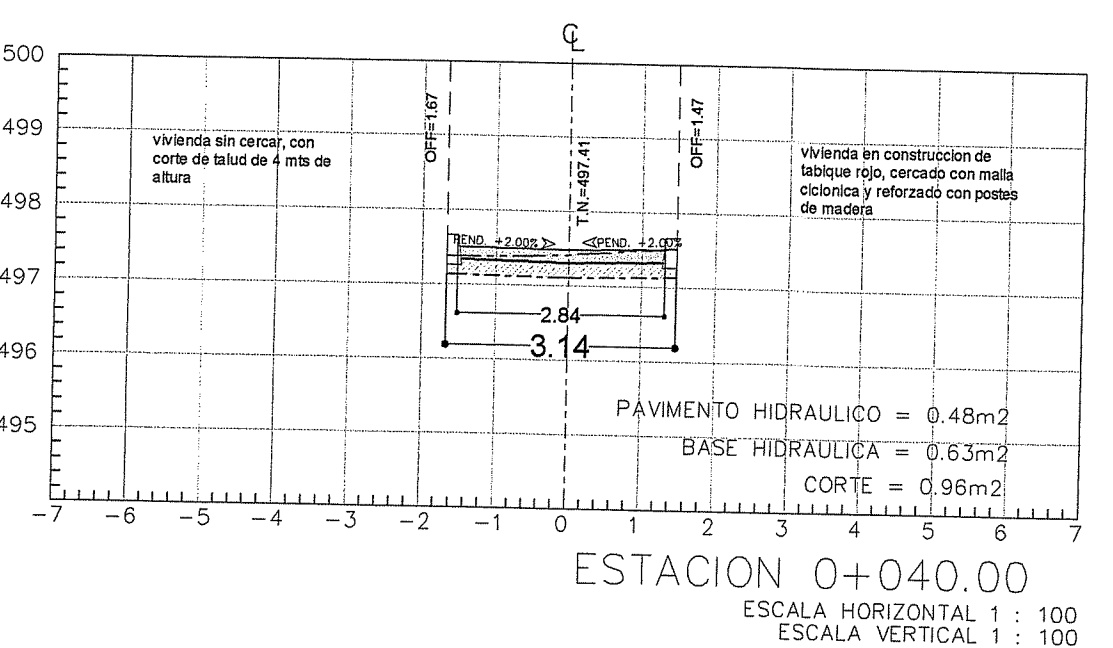 CL
500
499
498
497
496
495
OFF=1.67
T.N.=497.41
OFF=1.47
vivienda sin cercar, con
corte de talud de 4 mts de
altura
vivienda en construccion de
tabique rojo, cercado con malla
ciclonica y reforzado con postes
de madera
PEND. +2.00%
PEND. +2.00%
2.84
3.14
PAVIMENTO HIDRAULICO = 0.48m2
BASE HIDRAULICA = 0.63m2
CORTE = 0.96m2
-7 -6 -5 -4 -3 -2 -1 0 1 2 3 4 5 6 7
ESTACION 0+040.00
ESCALA HORIZONTAL 1 : 100
ESCALA VERTICAL 1 : 100